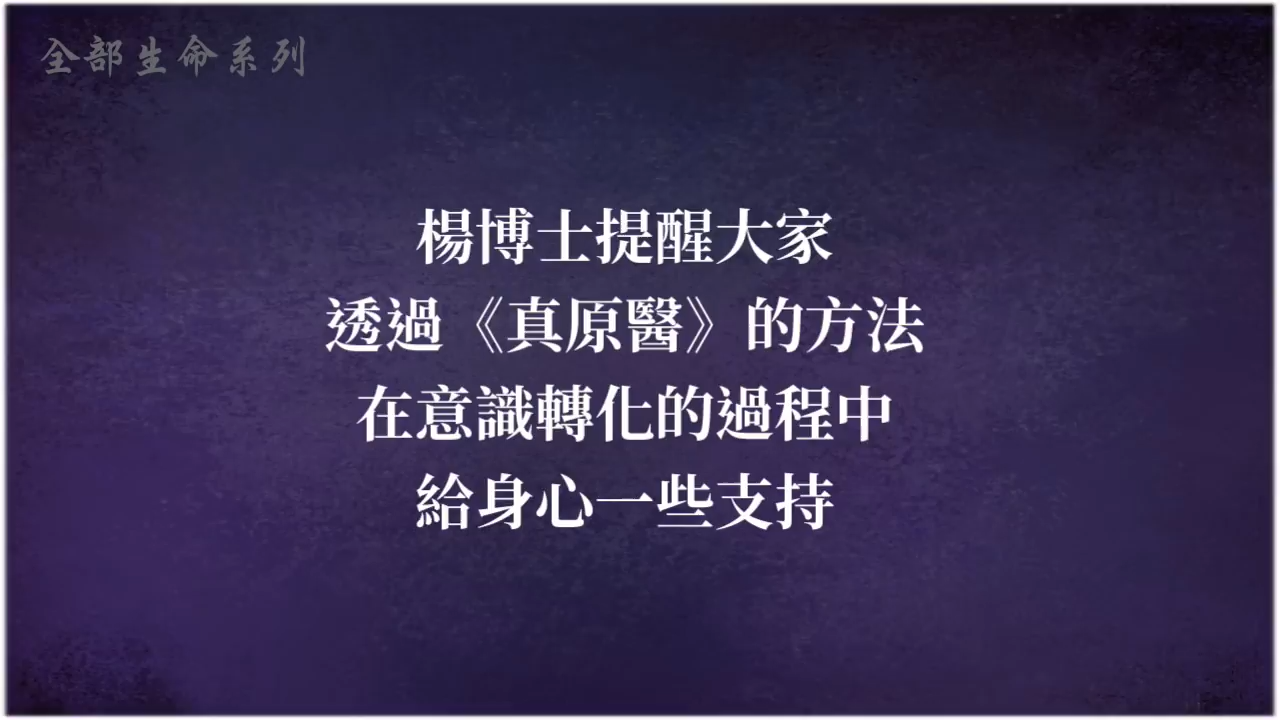 全部生命系列
楊博士提醒大家
透過《真原醫》的方法
在意識轉化的過程中
給身心一些支持